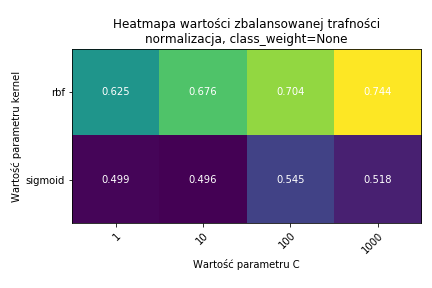 Heatmapa wartości zbalansowanej trafności
normalizacja, class_weight=None
Wartość parametru kernel
rbf
0.625 0.676 0.704 0.744
sigmoid
0.499 0.496 0.545 0.518
1 10 100 1000
Wartość parametru C